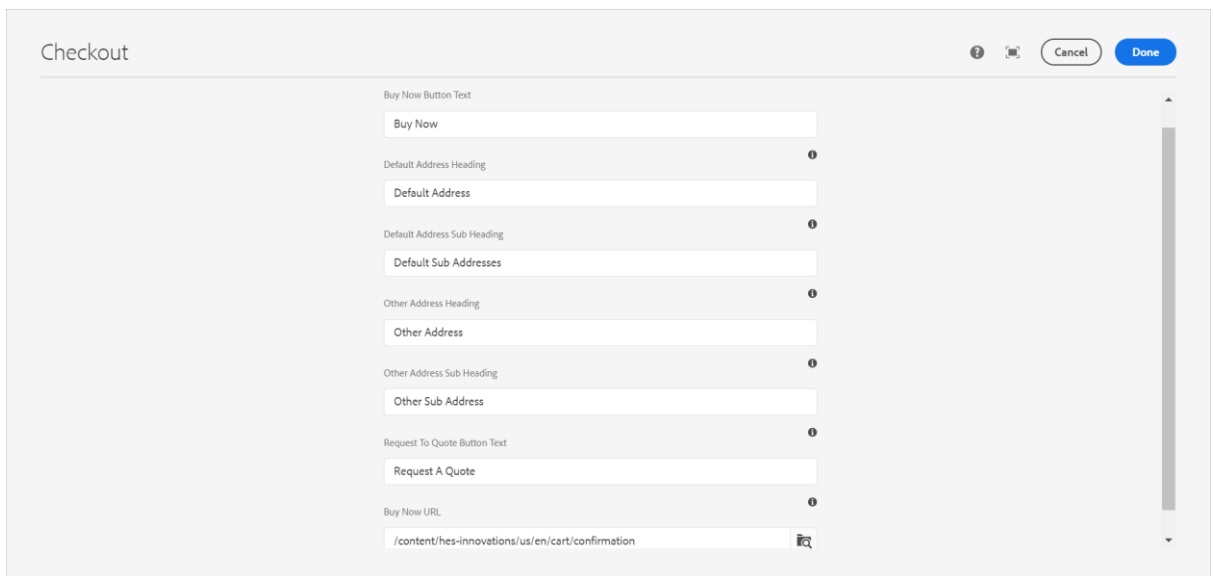 Checkout
Cancel
Done
Buy Now Button Text
Buy Now
Default Address Heading
Default Address
Default Address Sub Heading
Default Sub Addresses
Other Address Heading
Other Address
Other Address Sub Heading
Other Sub Address
Request To Quote Button Text
Request A Quote
Buy Now URL
/content/hes-innovations/us/en/cart/confirmation